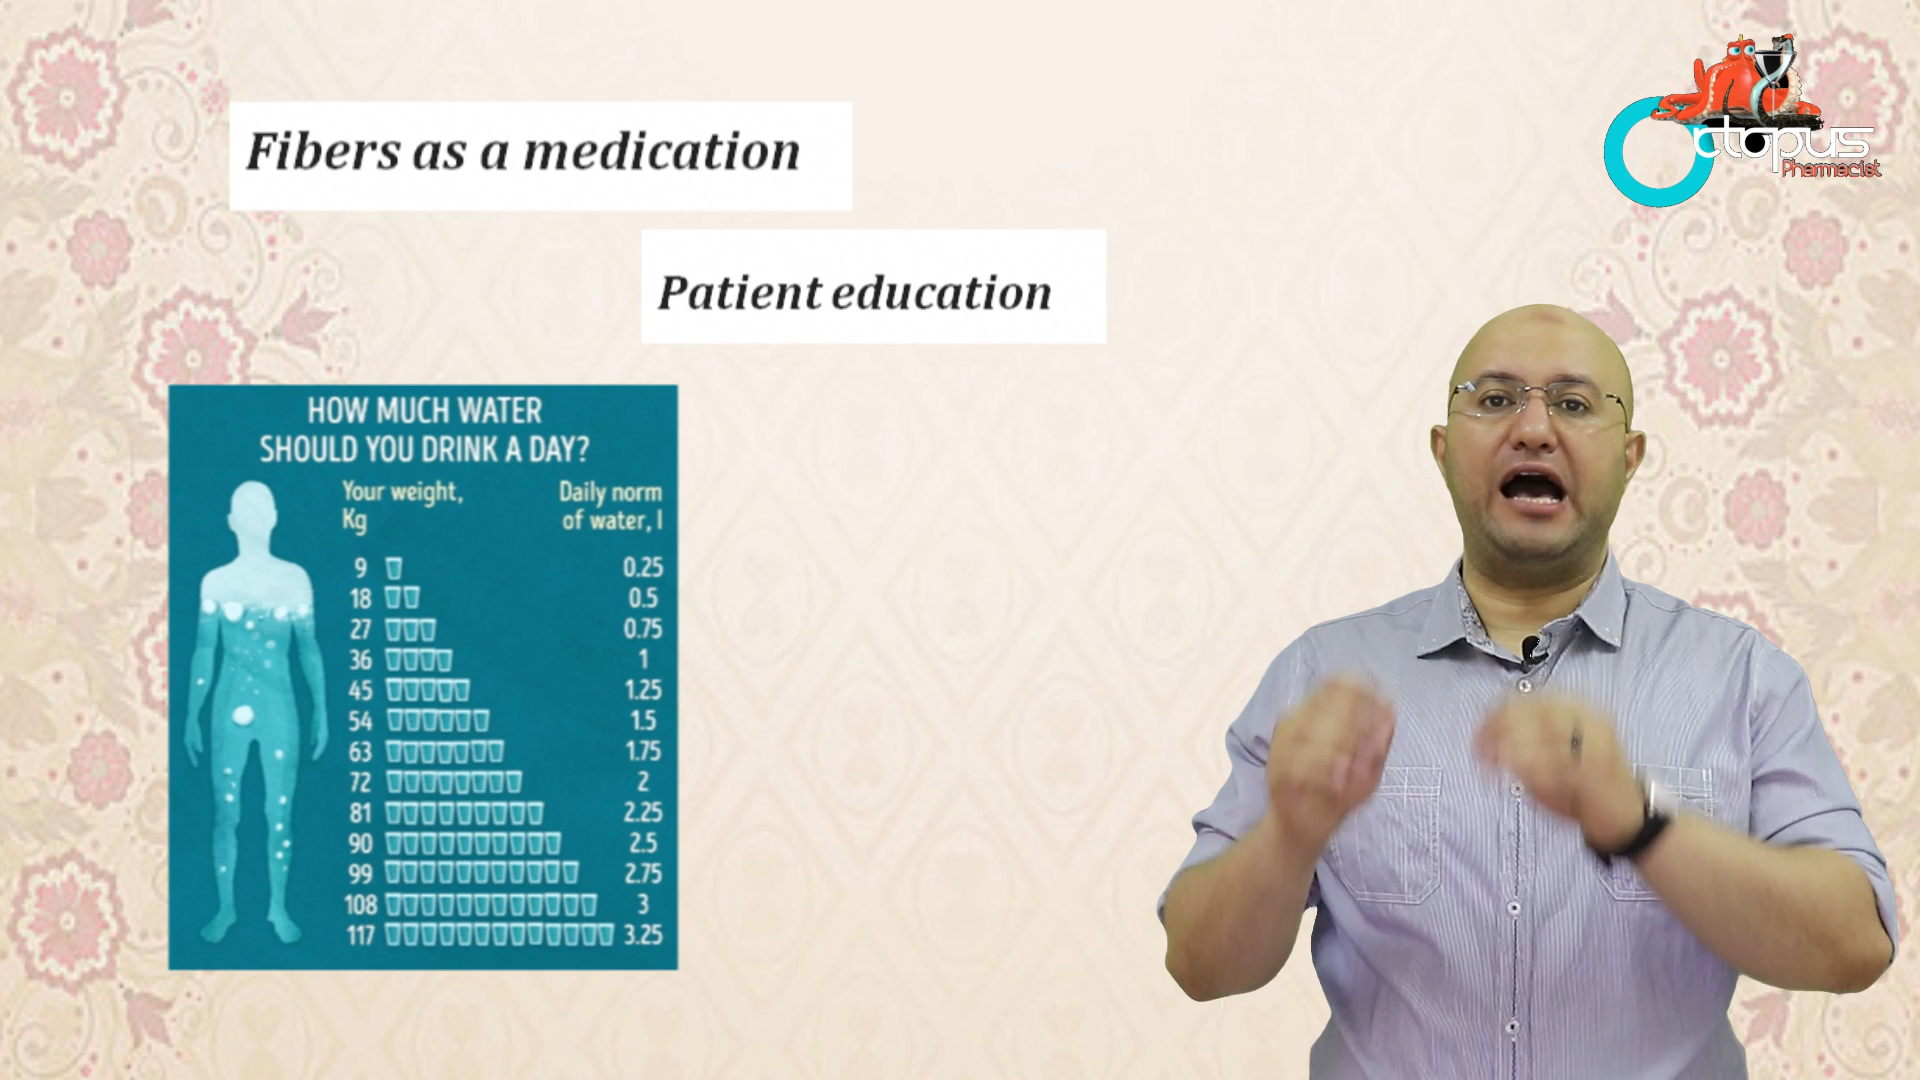 Fibers as a medication
Octopus
Pharmacist
Patient education
HOW MUCH WATER
SHOULD YOU DRINK A DAY?
Your weight, Daily norm
Kg of water, l
9 0.25
18 0.5
27 0.75
36 1
45 1.25
54 1.5
63 1.75
72 2
81 2.25
90 2.5
99 2.75
108 3
117 3.25